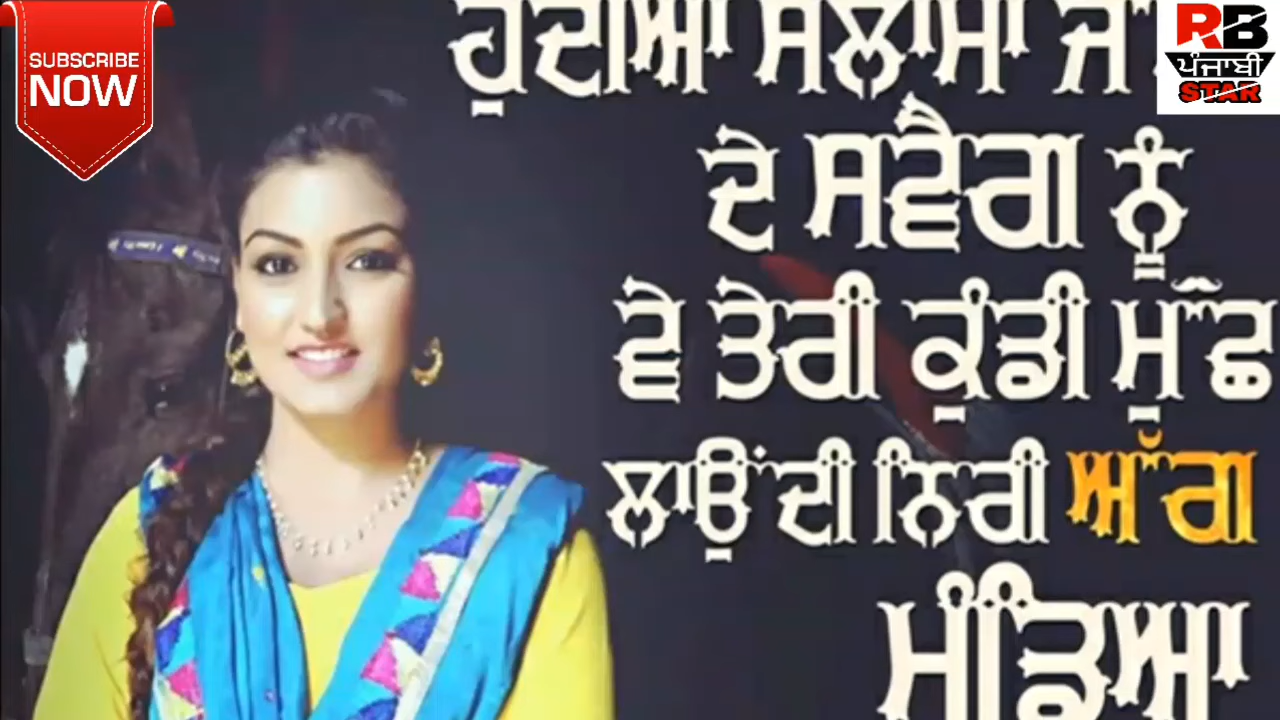 SUBSCRIBE
NOW
RB
ਪੰਜਾਬੀ
STAR
ਹੁੰਦੀਆਂ ਸਲਾਮਾਂ
ਦੇ ਸਵੈਗ ਨੂੰ
ਵੇ ਤੇਰੀ ਕੁੰਡੀ ਮੁੱਛ
ਲਾਉਂਦੀ ਨਿਰੀ ਅੱਗ
ਮੁੰਡਿਆ